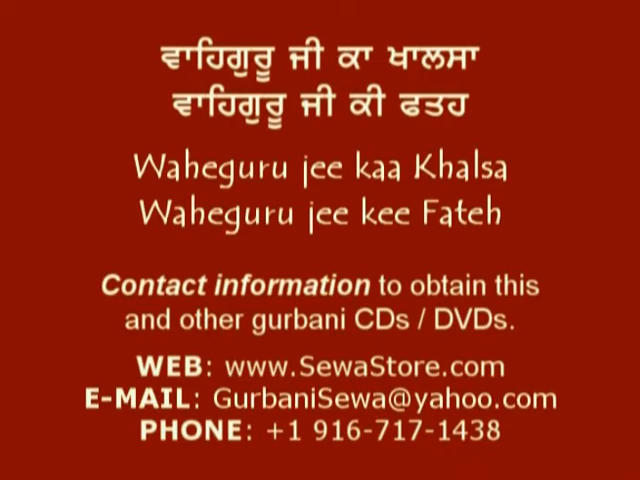 ਵਾਹਿਗੁਰੂ ਜੀ ਕਾ ਖਾਲਸਾ
ਵਾਹਿਗੁਰੂ ਜੀ ਕੀ ਫਤਹ
Waheguru jee kaa Khalsa
Waheguru jee kee Fateh
Contact information to obtain this
and other gurbani CDs / DVDs.
WEB: www.SewaStore.com
E-MAIL: GurbaniSewa@yahoo.com
PHONE: +1 916-717-1438